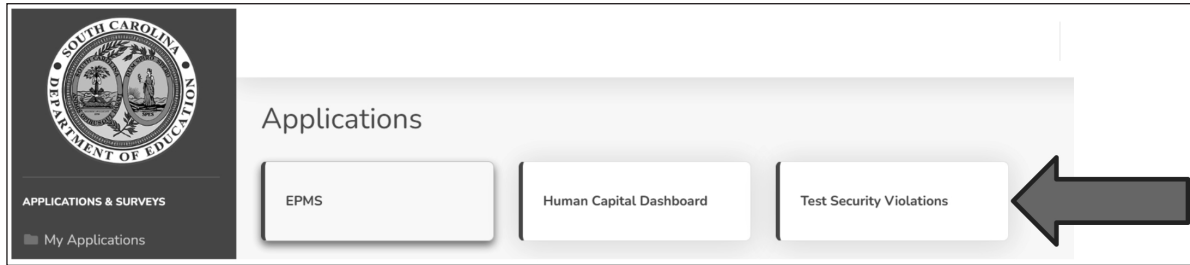 SOUTH CAROLINA
DEPARTMENT OF EDUCATION
APPLICATIONS & SURVEYS
My Applications
Applications
EPMS
Human Capital Dashboard
Test Security Violations